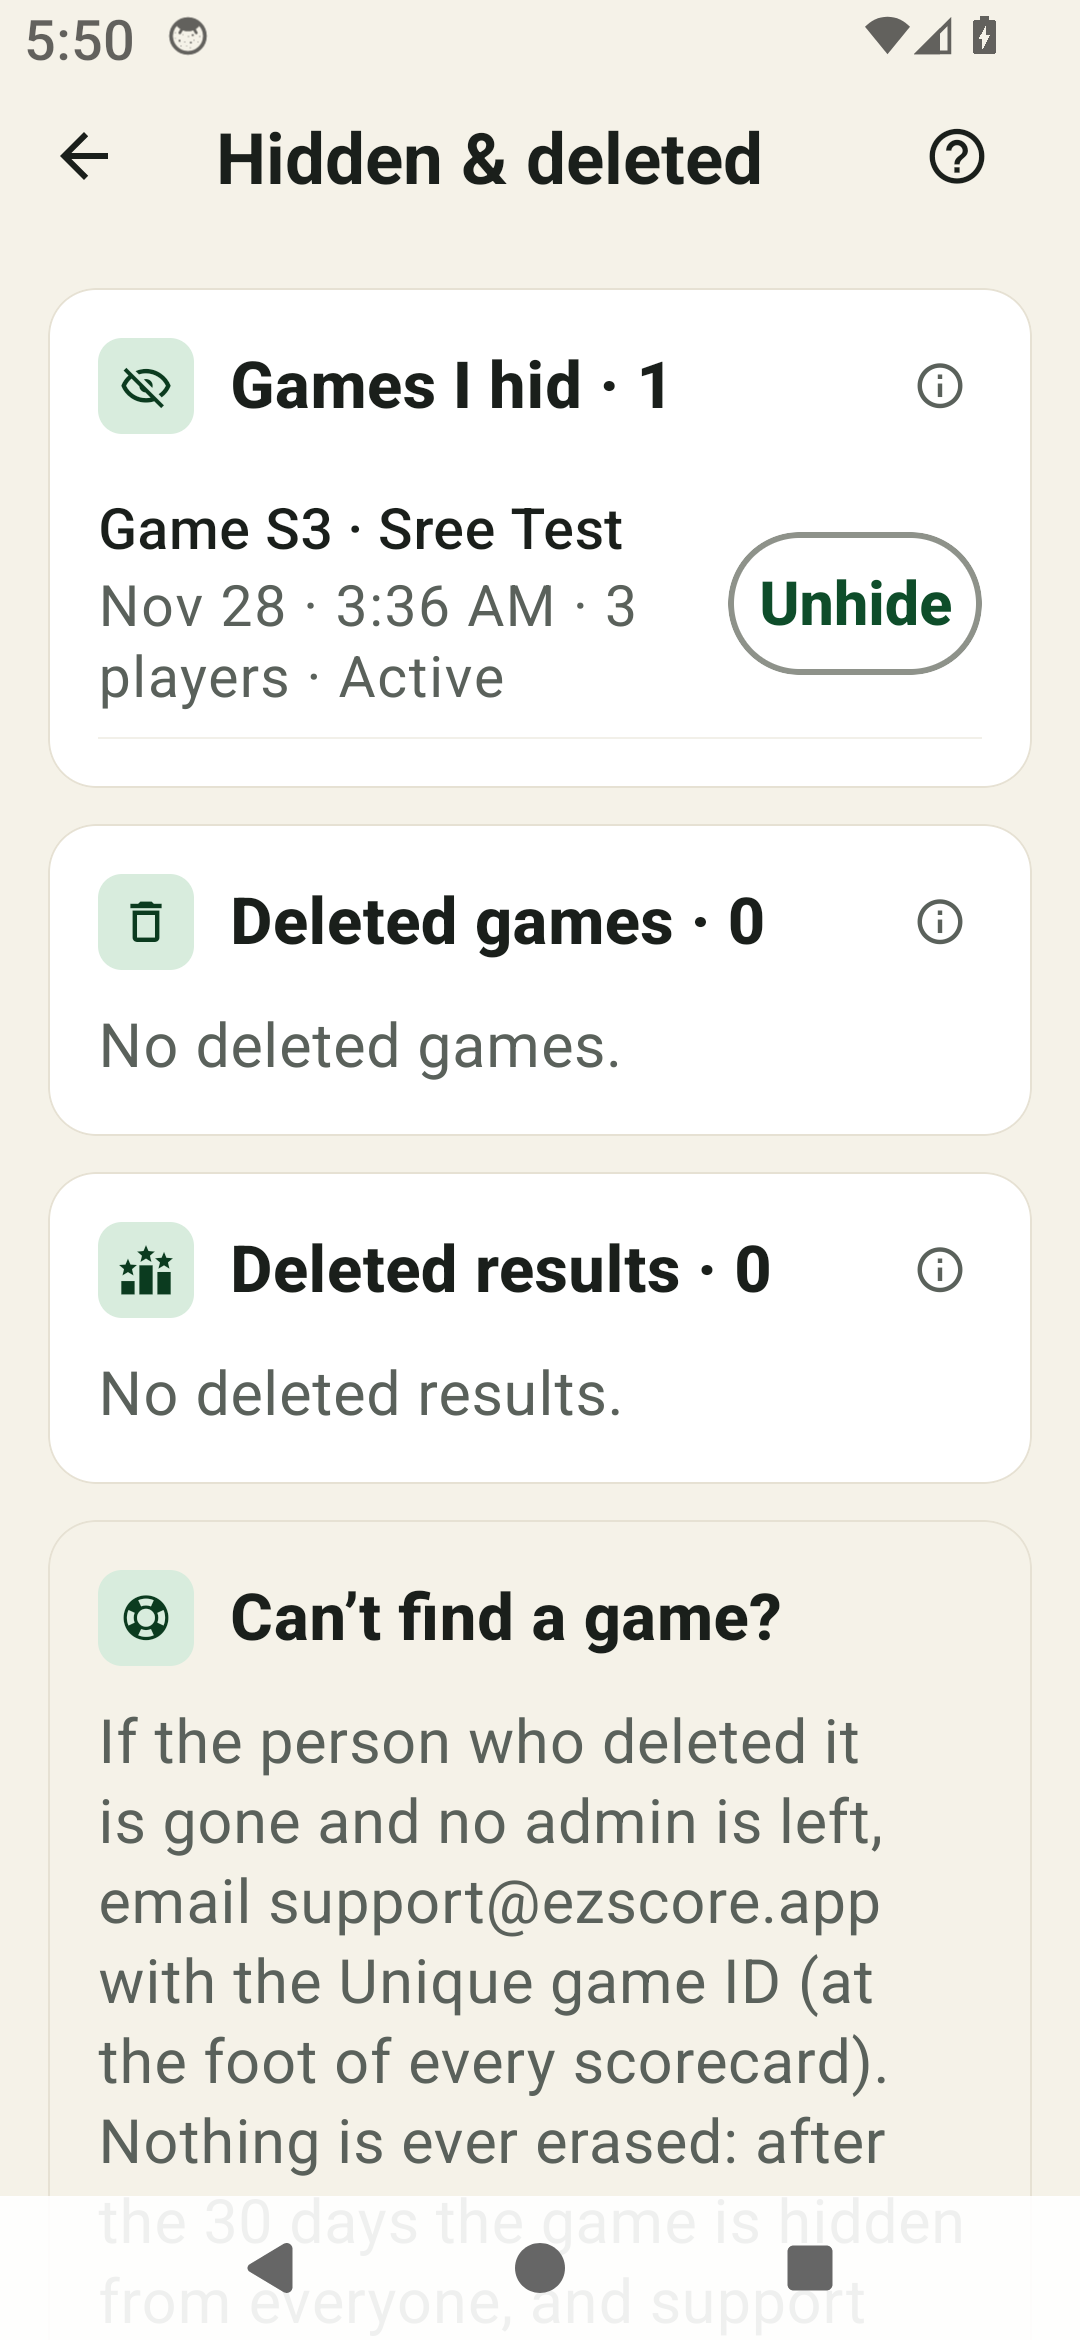 5:50
Hidden & deleted
Games I hid · 1
Game S3 · Sree Test
Nov 28 · 3:36 AM · 3
players · Active
Unhide
Deleted games · 0
No deleted games.
Deleted results · 0
No deleted results.
Can’t find a game?
If the person who deleted it
is gone and no admin is left,
email support@ezscore.app
with the Unique game ID (at
the foot of every scorecard).
Nothing is ever erased: after
the 30 days the game is hidden
from everyone, and support